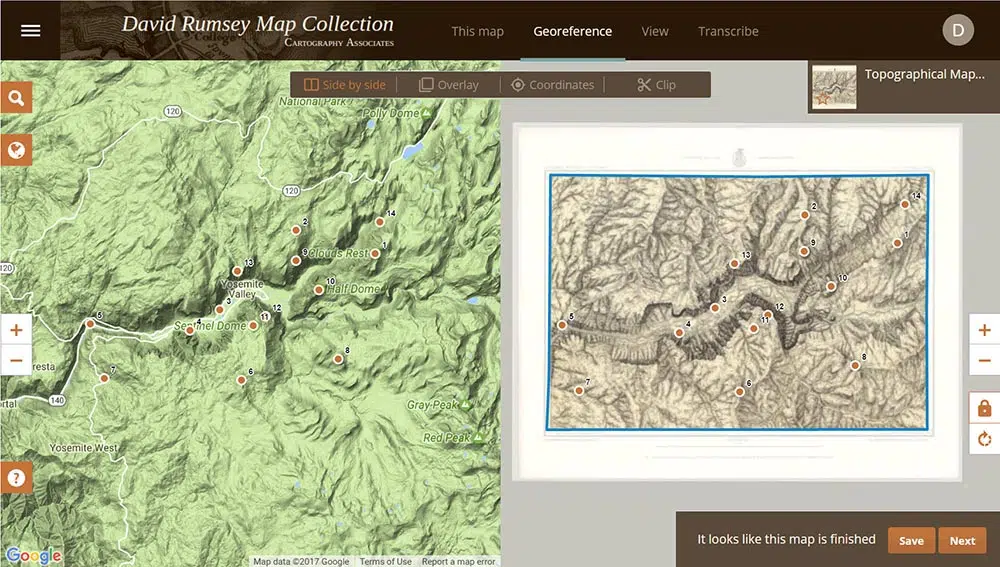 David Rumsey Map Collection
CARTOGRAPHY ASSOCIATES
This map
Georeference
View
Transcribe
D
Side by side
Overlay
Coordinates
Clip
Topographical Map...
National Park
Polly Dome
120
120
120
2
14
Clouds Rest
9
1
13
Yosemite
Valley
10
Half Dome
3
12
5
4
Sentinel Dome
11
8
resta
7
6
rtal
140
Gray Peak
Red Peak
Yosemite West
+
−
?
Google
Map data ©2017 Google
Terms of Use
Report a map error
14
2
1
9
13
10
3
12
5
4
11
8
7
6
+
−
It looks like this map is finished
Save
Next